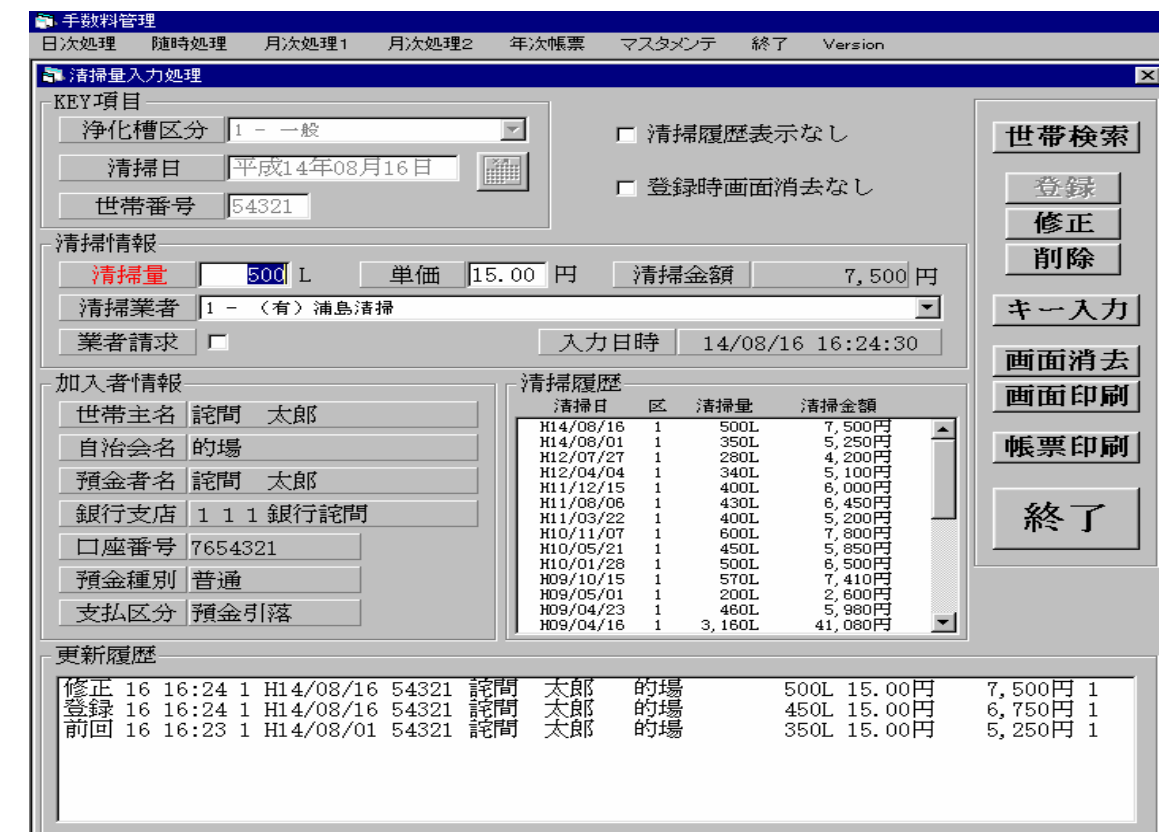 手数料管理
日次処理 随時処理 月次処理1 月次処理2 年次帳票 マスタメンテ 終了 Version
清掃量入力処理
KEY項目
浄化槽区分 1 - 一般
清掃日 平成14年08月16日
世帯番号 54321
清掃履歴表示なし
登録時画面消去なし
清掃情報
清掃量 500 L 単価 15.00 円 清掃金額 7,500 円
清掃業者 1 - (有)浦島清掃
業者請求 入力日時 14/08/16 16:24:30
加入者情報
世帯主名 詫間 太郎
自治会名 的場
預金者名 詫間 太郎
銀行支店 111銀行詫間
口座番号 7654321
預金種別 普通
支払区分 預金引落
清掃履歴
清掃日 区 清掃量 清掃金額
H14/08/16 1 500L 7,500円
H14/08/01 1 350L 5,250円
H12/07/27 1 280L 4,200円
H12/04/04 1 340L 5,100円
H11/12/15 1 400L 6,000円
H11/08/06 1 430L 6,450円
H11/03/22 1 400L 5,200円
H10/11/07 1 600L 7,800円
H10/05/21 1 450L 5,850円
H10/01/28 1 500L 6,500円
H09/10/15 1 570L 7,410円
H09/05/01 1 200L 2,600円
H09/04/23 1 460L 5,980円
H09/04/16 1 3,160L 41,080円
世帯検索
登録
修正
削除
キー入力
画面消去
画面印刷
帳票印刷
終了
更新履歴
修正 16 16:24 1 H14/08/16 54321 詫間 太郎 的場 500L 15.00円 7,500円 1
登録 16 16:24 1 H14/08/16 54321 詫間 太郎 的場 450L 15.00円 6,750円 1
前回 16 16:23 1 H14/08/01 54321 詫間 太郎 的場 350L 15.00円 5,250円 1